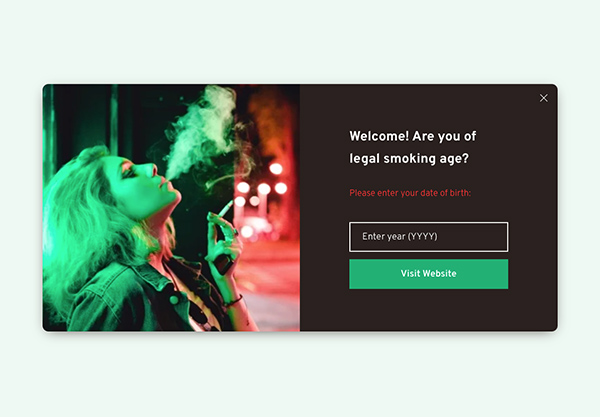 Welcome! Are you of
legal smoking age?
Please enter your date of birth:
Enter year (YYYY)
Visit Website